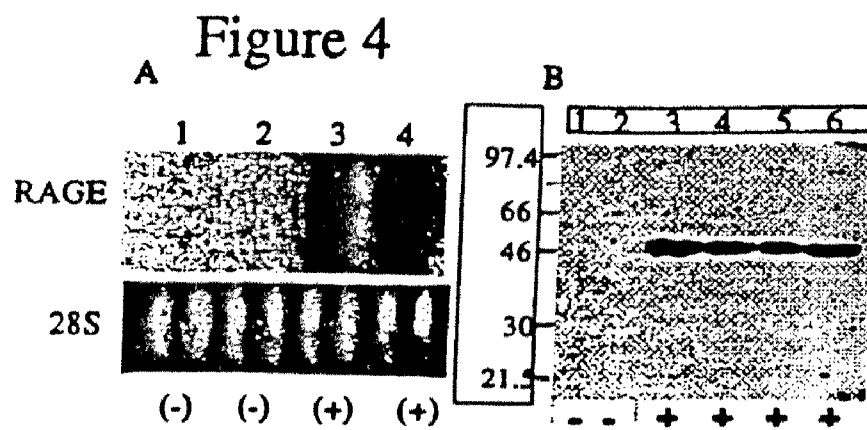 Figure 4
A
B
1 2 3 4
1 2 3 4 5 6
RAGE
97.4
66
46
28S
30
21.5
(-) (-) (+) (+)
- - + + + +